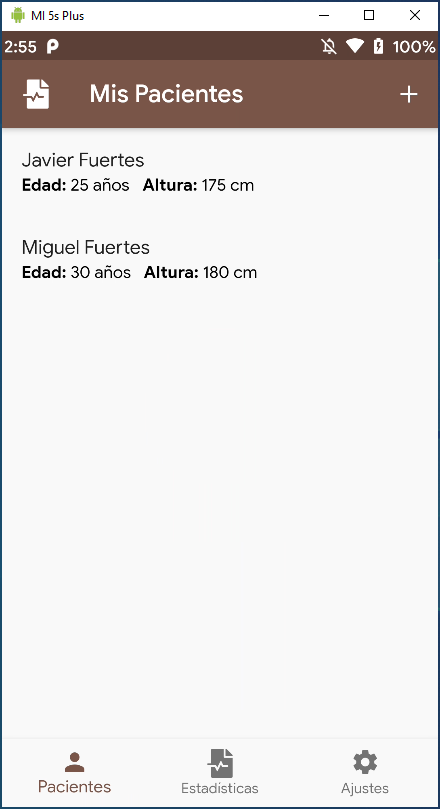 MI 5s Plus
2:55
100%
Mis Pacientes
Javier Fuertes
Edad: 25 años Altura: 175 cm
Miguel Fuertes
Edad: 30 años Altura: 180 cm
Pacientes
Estadísticas
Ajustes